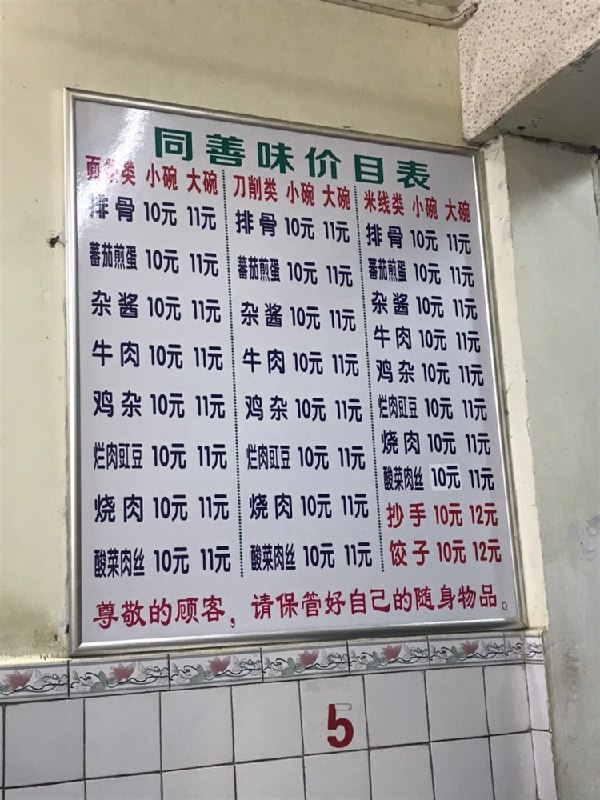 同善味价目表
面条类 小碗 大碗 刀削类 小碗 大碗 米线类 小碗 大碗
排骨 10元 11元 排骨 10元 11元 排骨 10元 11元
蕃茄煎蛋 10元 11元 蕃茄煎蛋 10元 11元 蕃茄煎蛋 10元 11元
杂酱 10元 11元 杂酱 10元 11元 杂酱 10元 11元
牛肉 10元 11元 牛肉 10元 11元 牛肉 10元 11元
鸡杂 10元 11元 鸡杂 10元 11元 鸡杂 10元 11元
烂肉豇豆 10元 11元 烂肉豇豆 10元 11元 烂肉豇豆 10元 11元
烧肉 10元 11元 烧肉 10元 11元 烧肉 10元 11元
酸菜肉丝 10元 11元 酸菜肉丝 10元 11元 酸菜肉丝 10元 11元
抄手 10元 12元
饺子 10元 12元
尊敬的顾客，请保管好自己的随身物品。
5